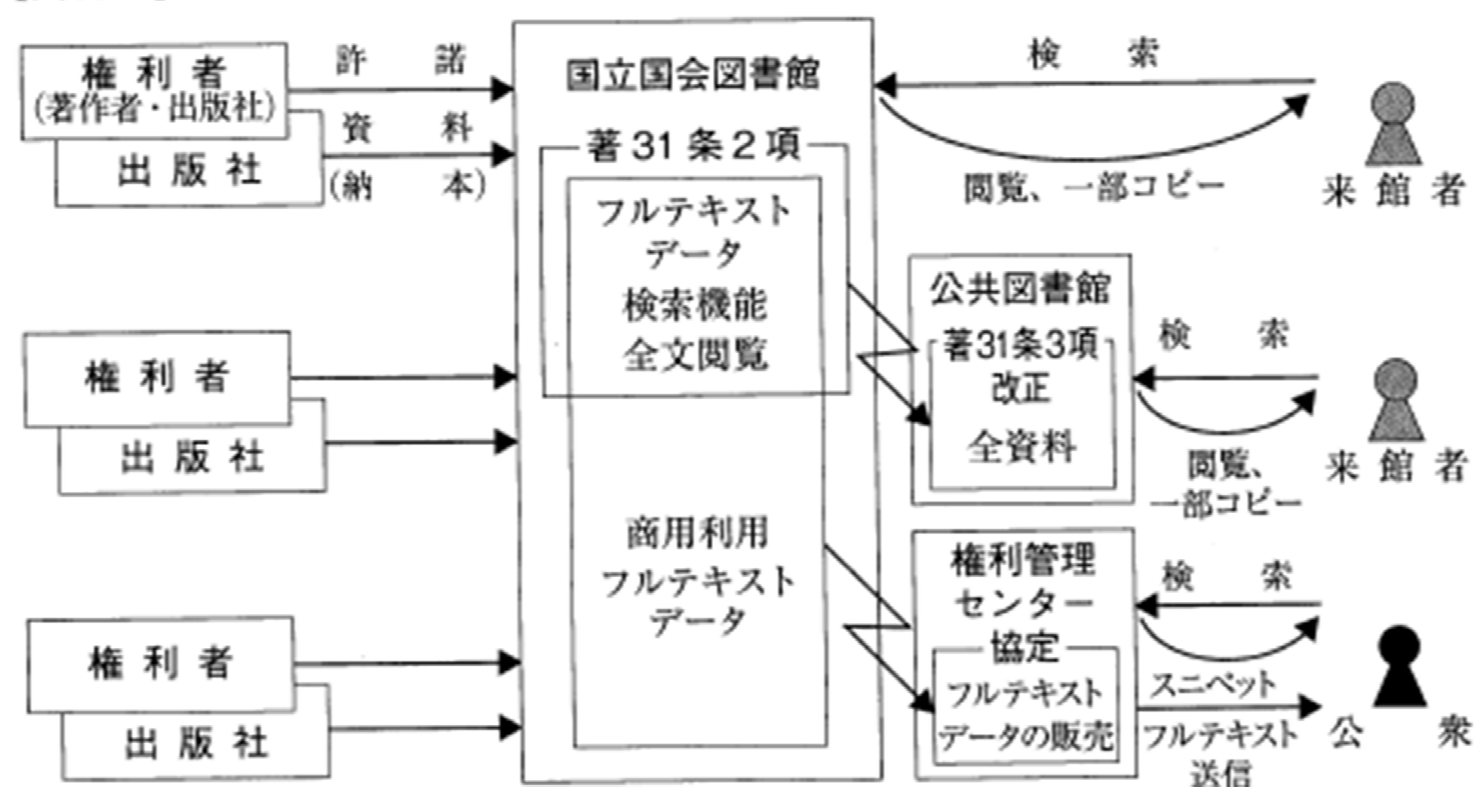 権利者
(著作者・出版社)
出版社
許諾
資料
(納本)
権利者
出版社
権利者
出版社
国立国会図書館
著31条2項
フルテキスト
データ
検索機能
全文閲覧
商用利用
フルテキスト
データ
検索
閲覧、一部コピー
来館者
公共図書館
著31条3項
改正
全資料
検索
閲覧、
一部コピー
来館者
権利管理
センター
協定
フルテキスト
データの販売
検索
スニペット
フルテキスト
送信
公衆